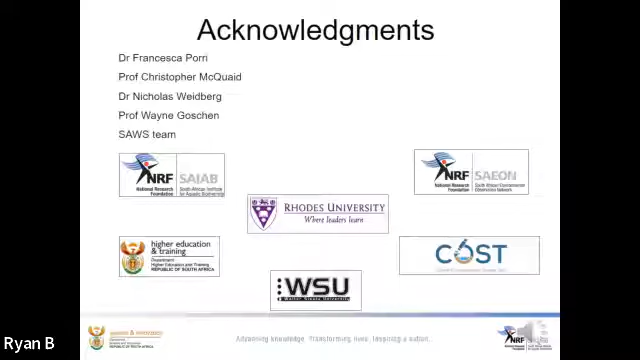 Acknowledgments
Dr Francesca Porri
Prof Christopher McQuaid
Dr Nicholas Weidberg
Prof Wayne Goschen
SAWS team
NRF SAIAB
National Research Foundation
South African Institute for Aquatic Biodiversity
NRF SAEON
National Research Foundation
South African Environmental Observation Network
RHODES UNIVERSITY
Where leaders learn
higher education & training
Department:
Higher Education and Training
REPUBLIC OF SOUTH AFRICA
WSU
Walter Sisulu University
Advancing knowledge. Transforming lives. Inspiring a nation.
NRF
Ryan B